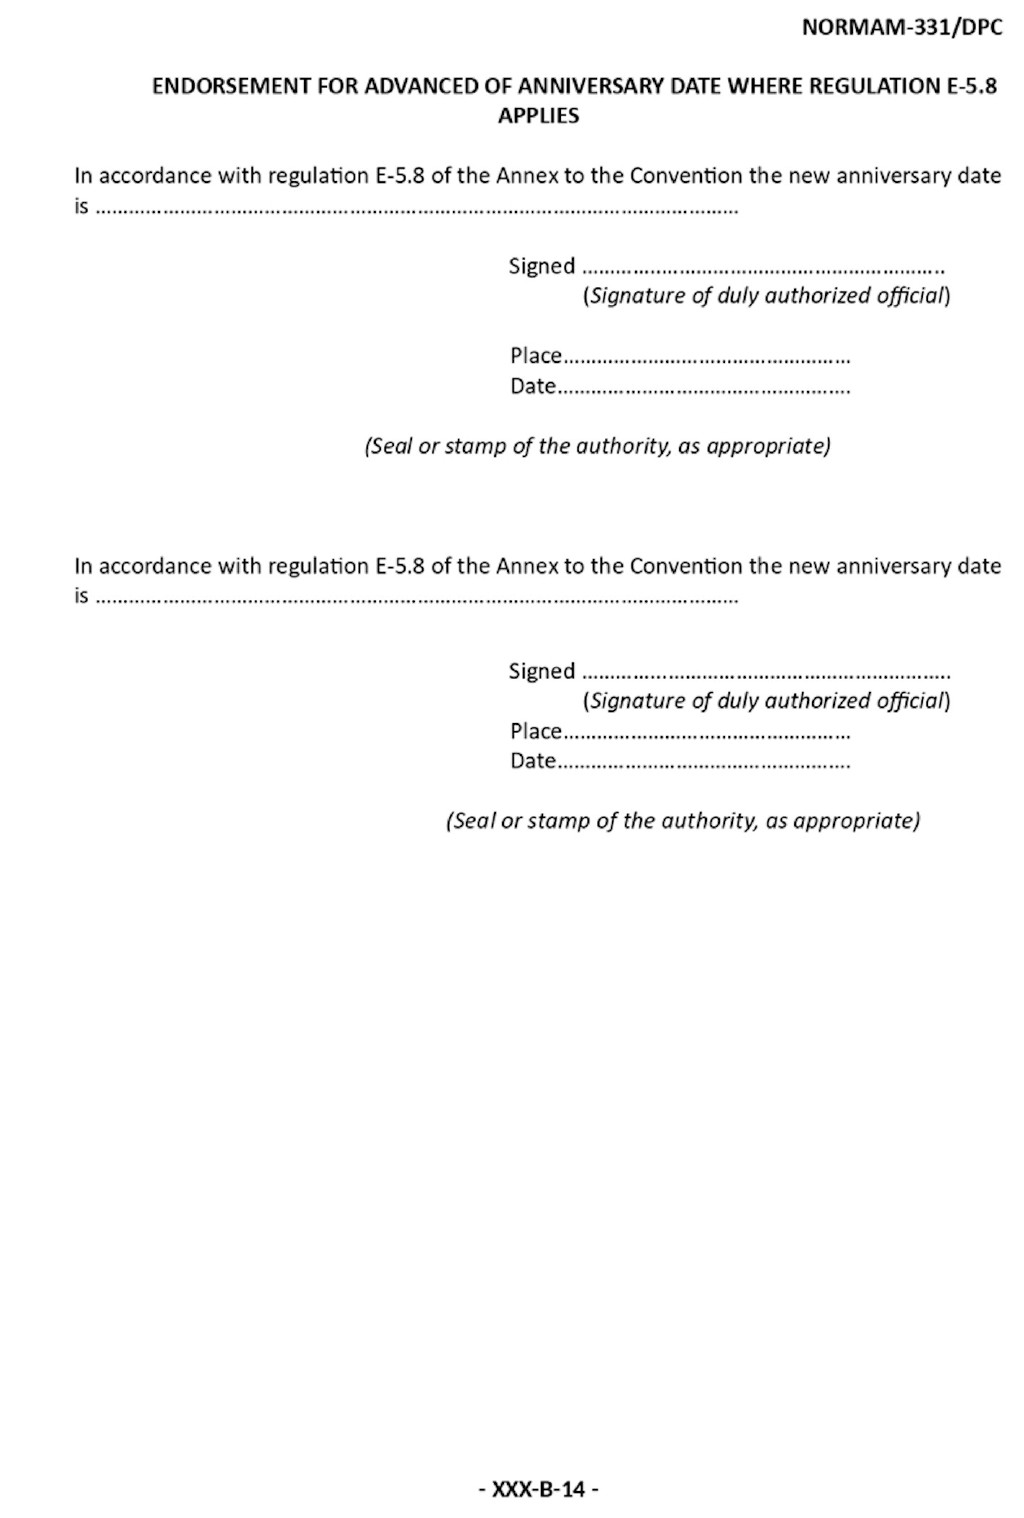 NORMAM-331/DPC
ENDORSEMENT FOR ADVANCED OF ANNIVERSARY DATE WHERE REGULATION E-5.8
APPLIES
In accordance with regulation E-5.8 of the Annex to the Convention the new anniversary date
is ....................................................................................................................
Signed .................................................................
(Signature of duly authorized official)
Place...................................................
Date....................................................
(Seal or stamp of the authority, as appropriate)
In accordance with regulation E-5.8 of the Annex to the Convention the new anniversary date
is ....................................................................................................................
Signed ..................................................................
(Signature of duly authorized official)
Place...................................................
Date....................................................
(Seal or stamp of the authority, as appropriate)
- XXX-B-14 -